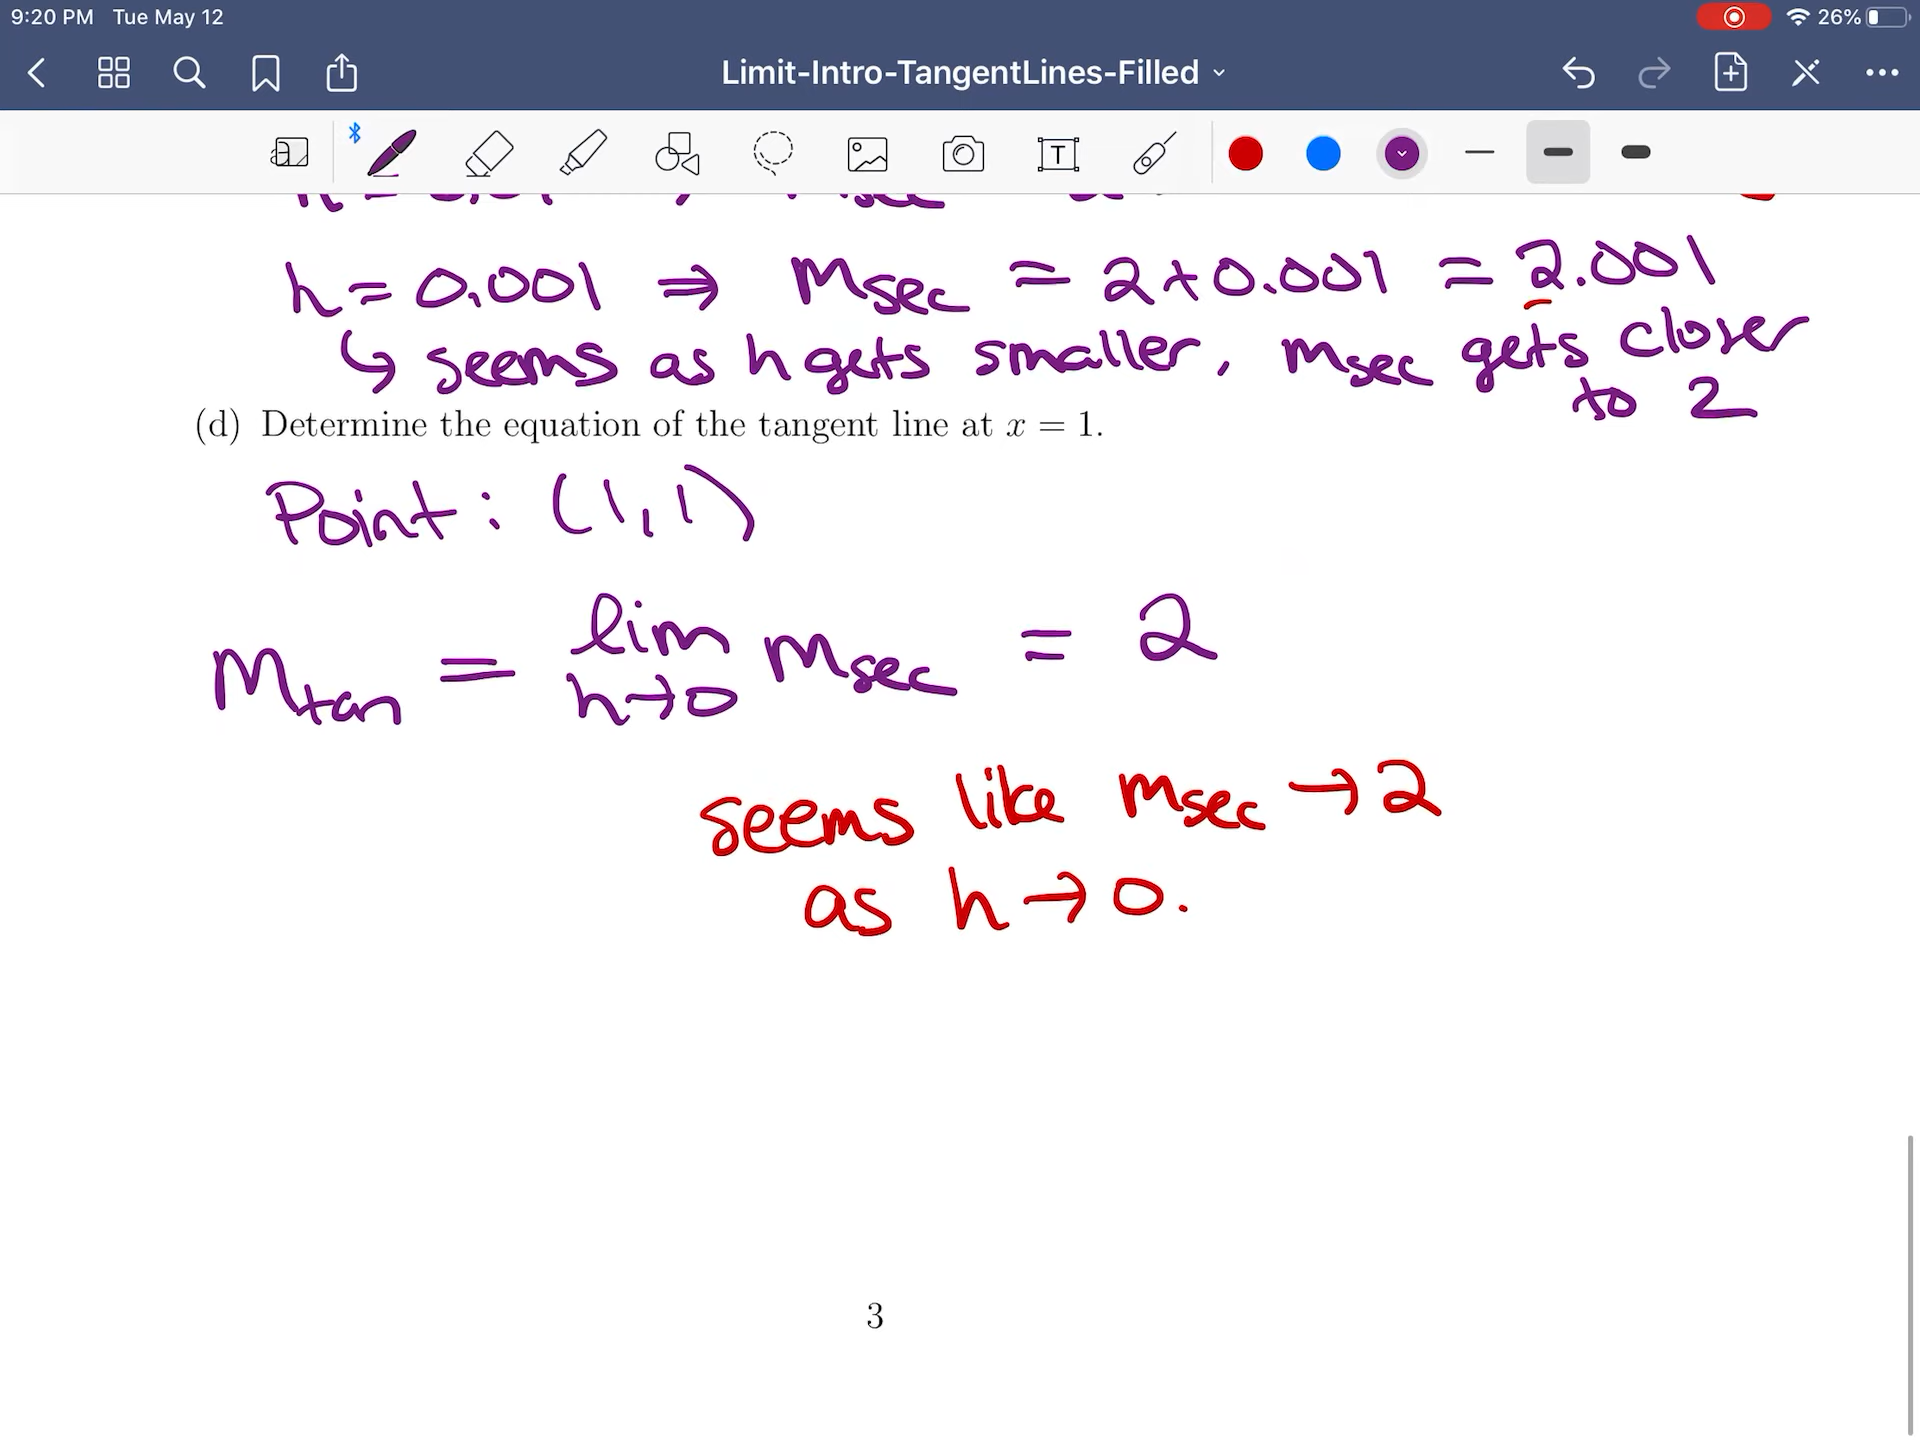 9:20 PM Tue May 12
26%
Limit-Intro-TangentLines-Filled
h = 0.001 ⇒ Msec = 2+0.001 = 2.001
↳ seems as h gets smaller, msec gets closer
to 2
(d) Determine the equation of the tangent line at x = 1.
Point: (1,1)
Mtan = lim h→0 Msec = 2
seems like msec → 2
as h → 0.
3